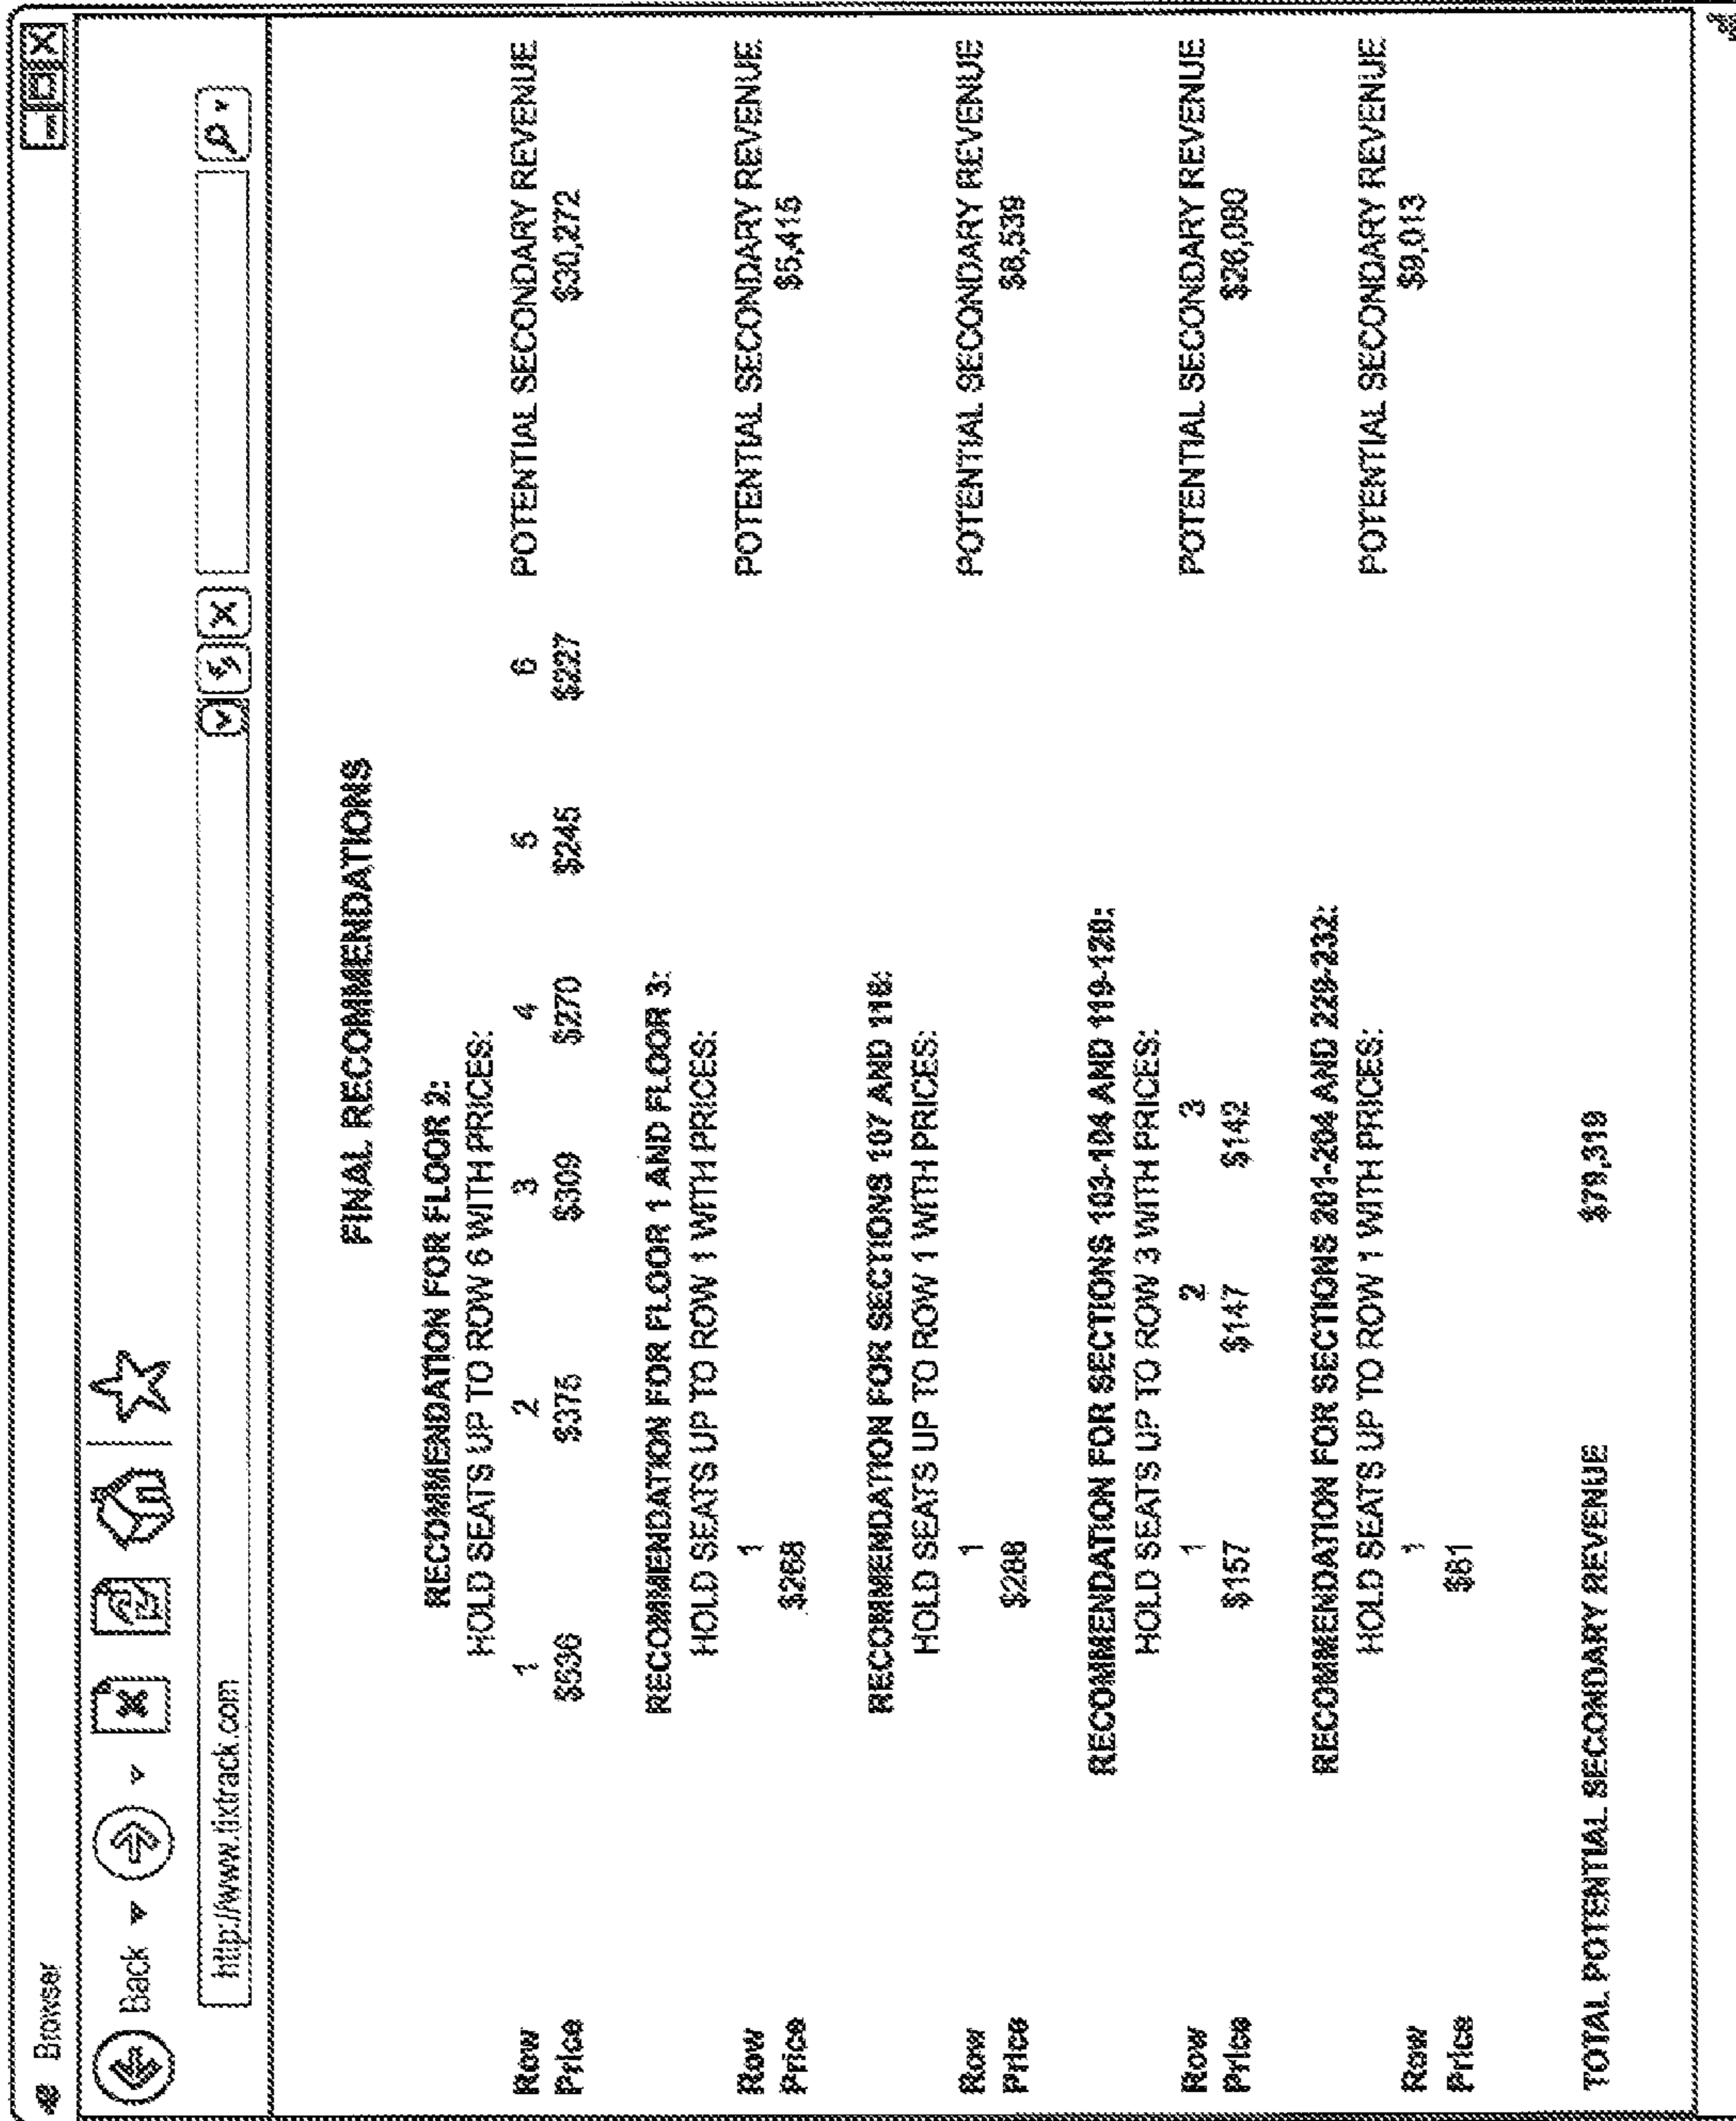 Browser
Back
http://www.tixtrack.com
FINAL RECOMMENDATIONS
RECOMMENDATION FOR FLOOR 2:
HOLD SEATS UP TO ROW 6 WITH PRICES:
Row 1 2 3 4 5 6 POTENTIAL SECONDARY REVENUE
Price $536 $375 $309 $270 $245 $227 $30,272
RECOMMENDATION FOR FLOOR 1 AND FLOOR 3:
HOLD SEATS UP TO ROW 1 WITH PRICES:
Row 1 POTENTIAL SECONDARY REVENUE
Price $268 $5,415
RECOMMENDATION FOR SECTIONS 107 AND 118:
HOLD SEATS UP TO ROW 1 WITH PRICES:
Row 1 POTENTIAL SECONDARY REVENUE
Price $288 $8,539
RECOMMENDATION FOR SECTIONS 103-104 AND 119-120:
HOLD SEATS UP TO ROW 3 WITH PRICES:
Row 1 2 3 POTENTIAL SECONDARY REVENUE
Price $157 $147 $142 $26,080
RECOMMENDATION FOR SECTIONS 201-204 AND 229-232:
HOLD SEATS UP TO ROW 1 WITH PRICES:
Row 1 POTENTIAL SECONDARY REVENUE
Price $81 $9,013
TOTAL POTENTIAL SECONDARY REVENUE $79,319